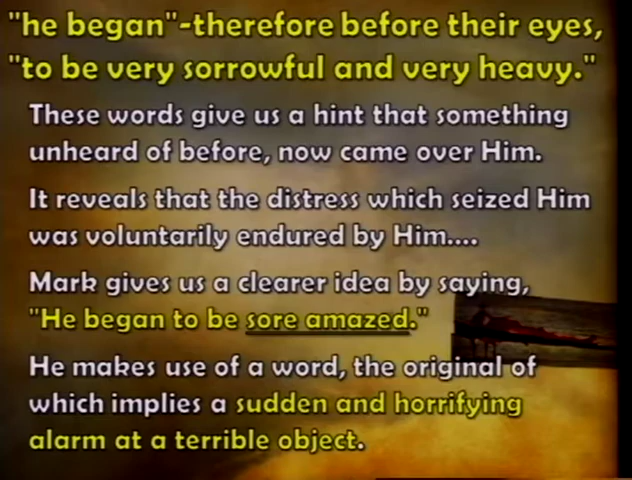 "he began"-therefore before their eyes,
"to be very sorrowful and very heavy."
These words give us a hint that something
unheard of before, now came over Him.
It reveals that the distress which seized Him
was voluntarily endured by Him....
Mark gives us a clearer idea by saying,
"He began to be sore amazed."
He makes use of a word, the original of
which implies a sudden and horrifying
alarm at a terrible object.